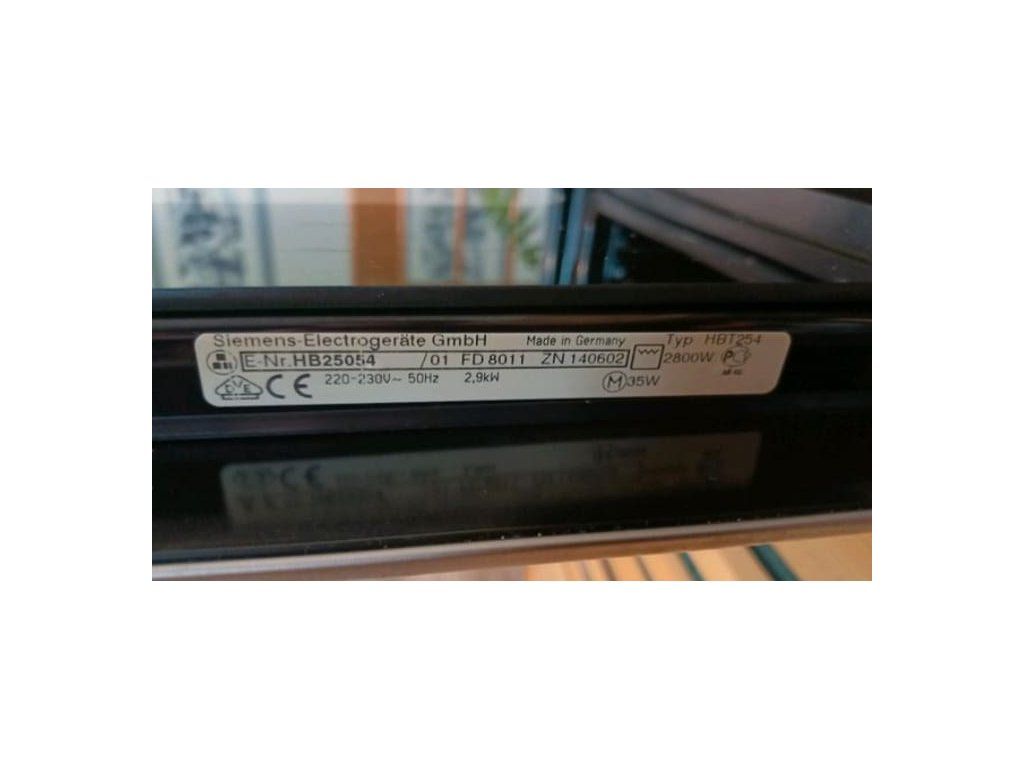 Siemens-Electrogeräte GmbH Made in Germany Typ HBT254
E-Nr. HB25054 /01 FD 8011 ZN 140602 2800W
DVE CE 220-230V~ 50Hz 2,9kW M 35W